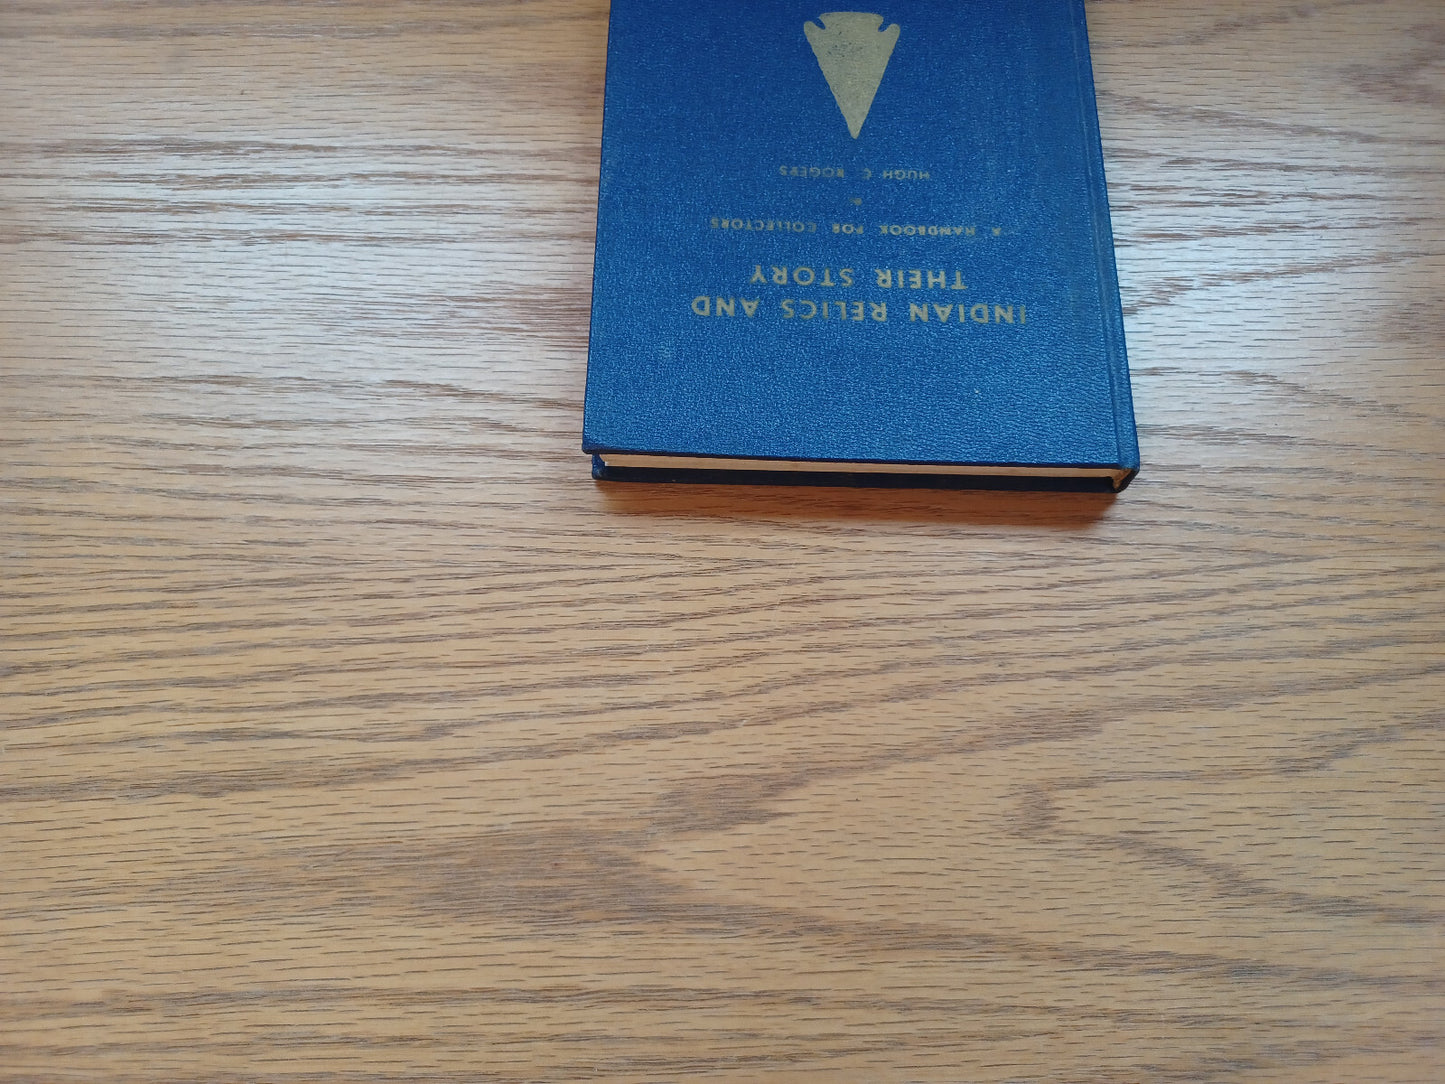 INDIAN RELICS AND
THEIR STORY
A HANDBOOK FOR COLLECTORS
HUGH C ROGERS